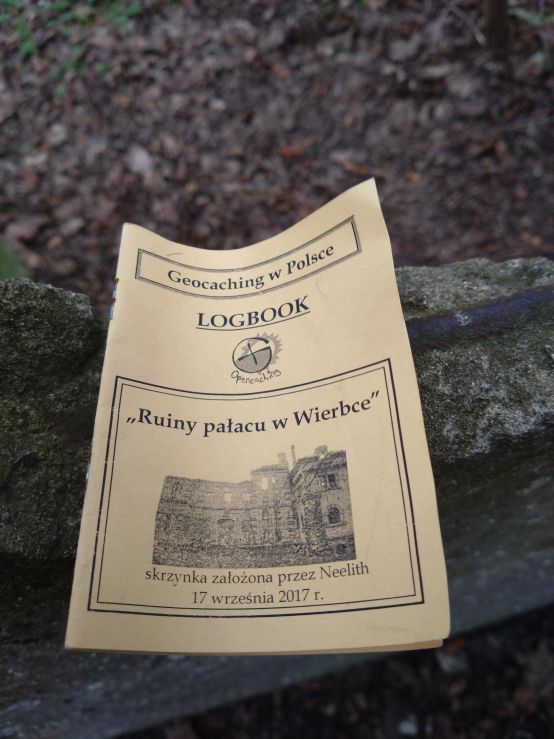 Geocaching w Polsce
LOGBOOK
Opencaching
„Ruiny pałacu w Wierbce”
skrzynka założona przez Neelith
17 września 2017 r.